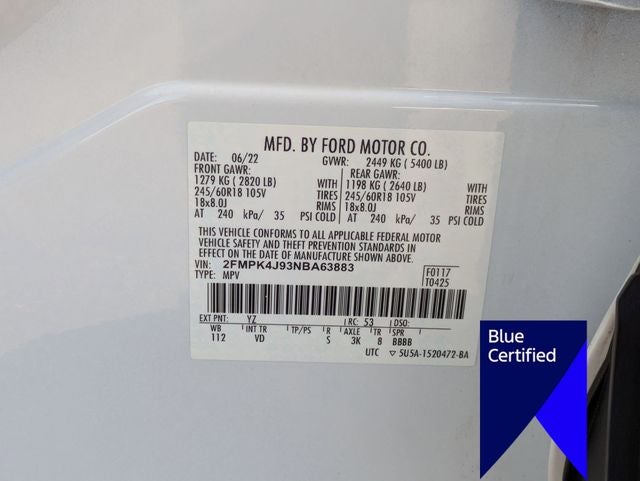 MFD. BY FORD MOTOR CO.
DATE: 06/22 GVWR: 2449 KG ( 5400 LB)
FRONT GAWR: REAR GAWR:
1279 KG ( 2820 LB) WITH 1198 KG ( 2640 LB) WITH
245/60R18 105V TIRES 245/60R18 105V TIRES
18x8.0J RIMS 18x8.0J RIMS
AT 240 kPa/ 35 PSI COLD AT 240 kPa/ 35 PSI COLD
THIS VEHICLE CONFORMS TO ALL APPLICABLE FEDERAL MOTOR
VEHICLE SAFETY AND THEFT PREVENTION STANDARDS IN
EFFECT ON THE DATE OF MANUFACTURE SHOWN ABOVE.
VIN: 2FMPK4J93NBA63883
TYPE: MPV
F0117
T0425
EXT PNT: YZ RC: 53 DSO:
WB INT TR TP/PS R AXLE TR SPR
112 VD S 3K 8 BBBB
UTC ▽ 5U5A-1520472-BA
Blue
Certified